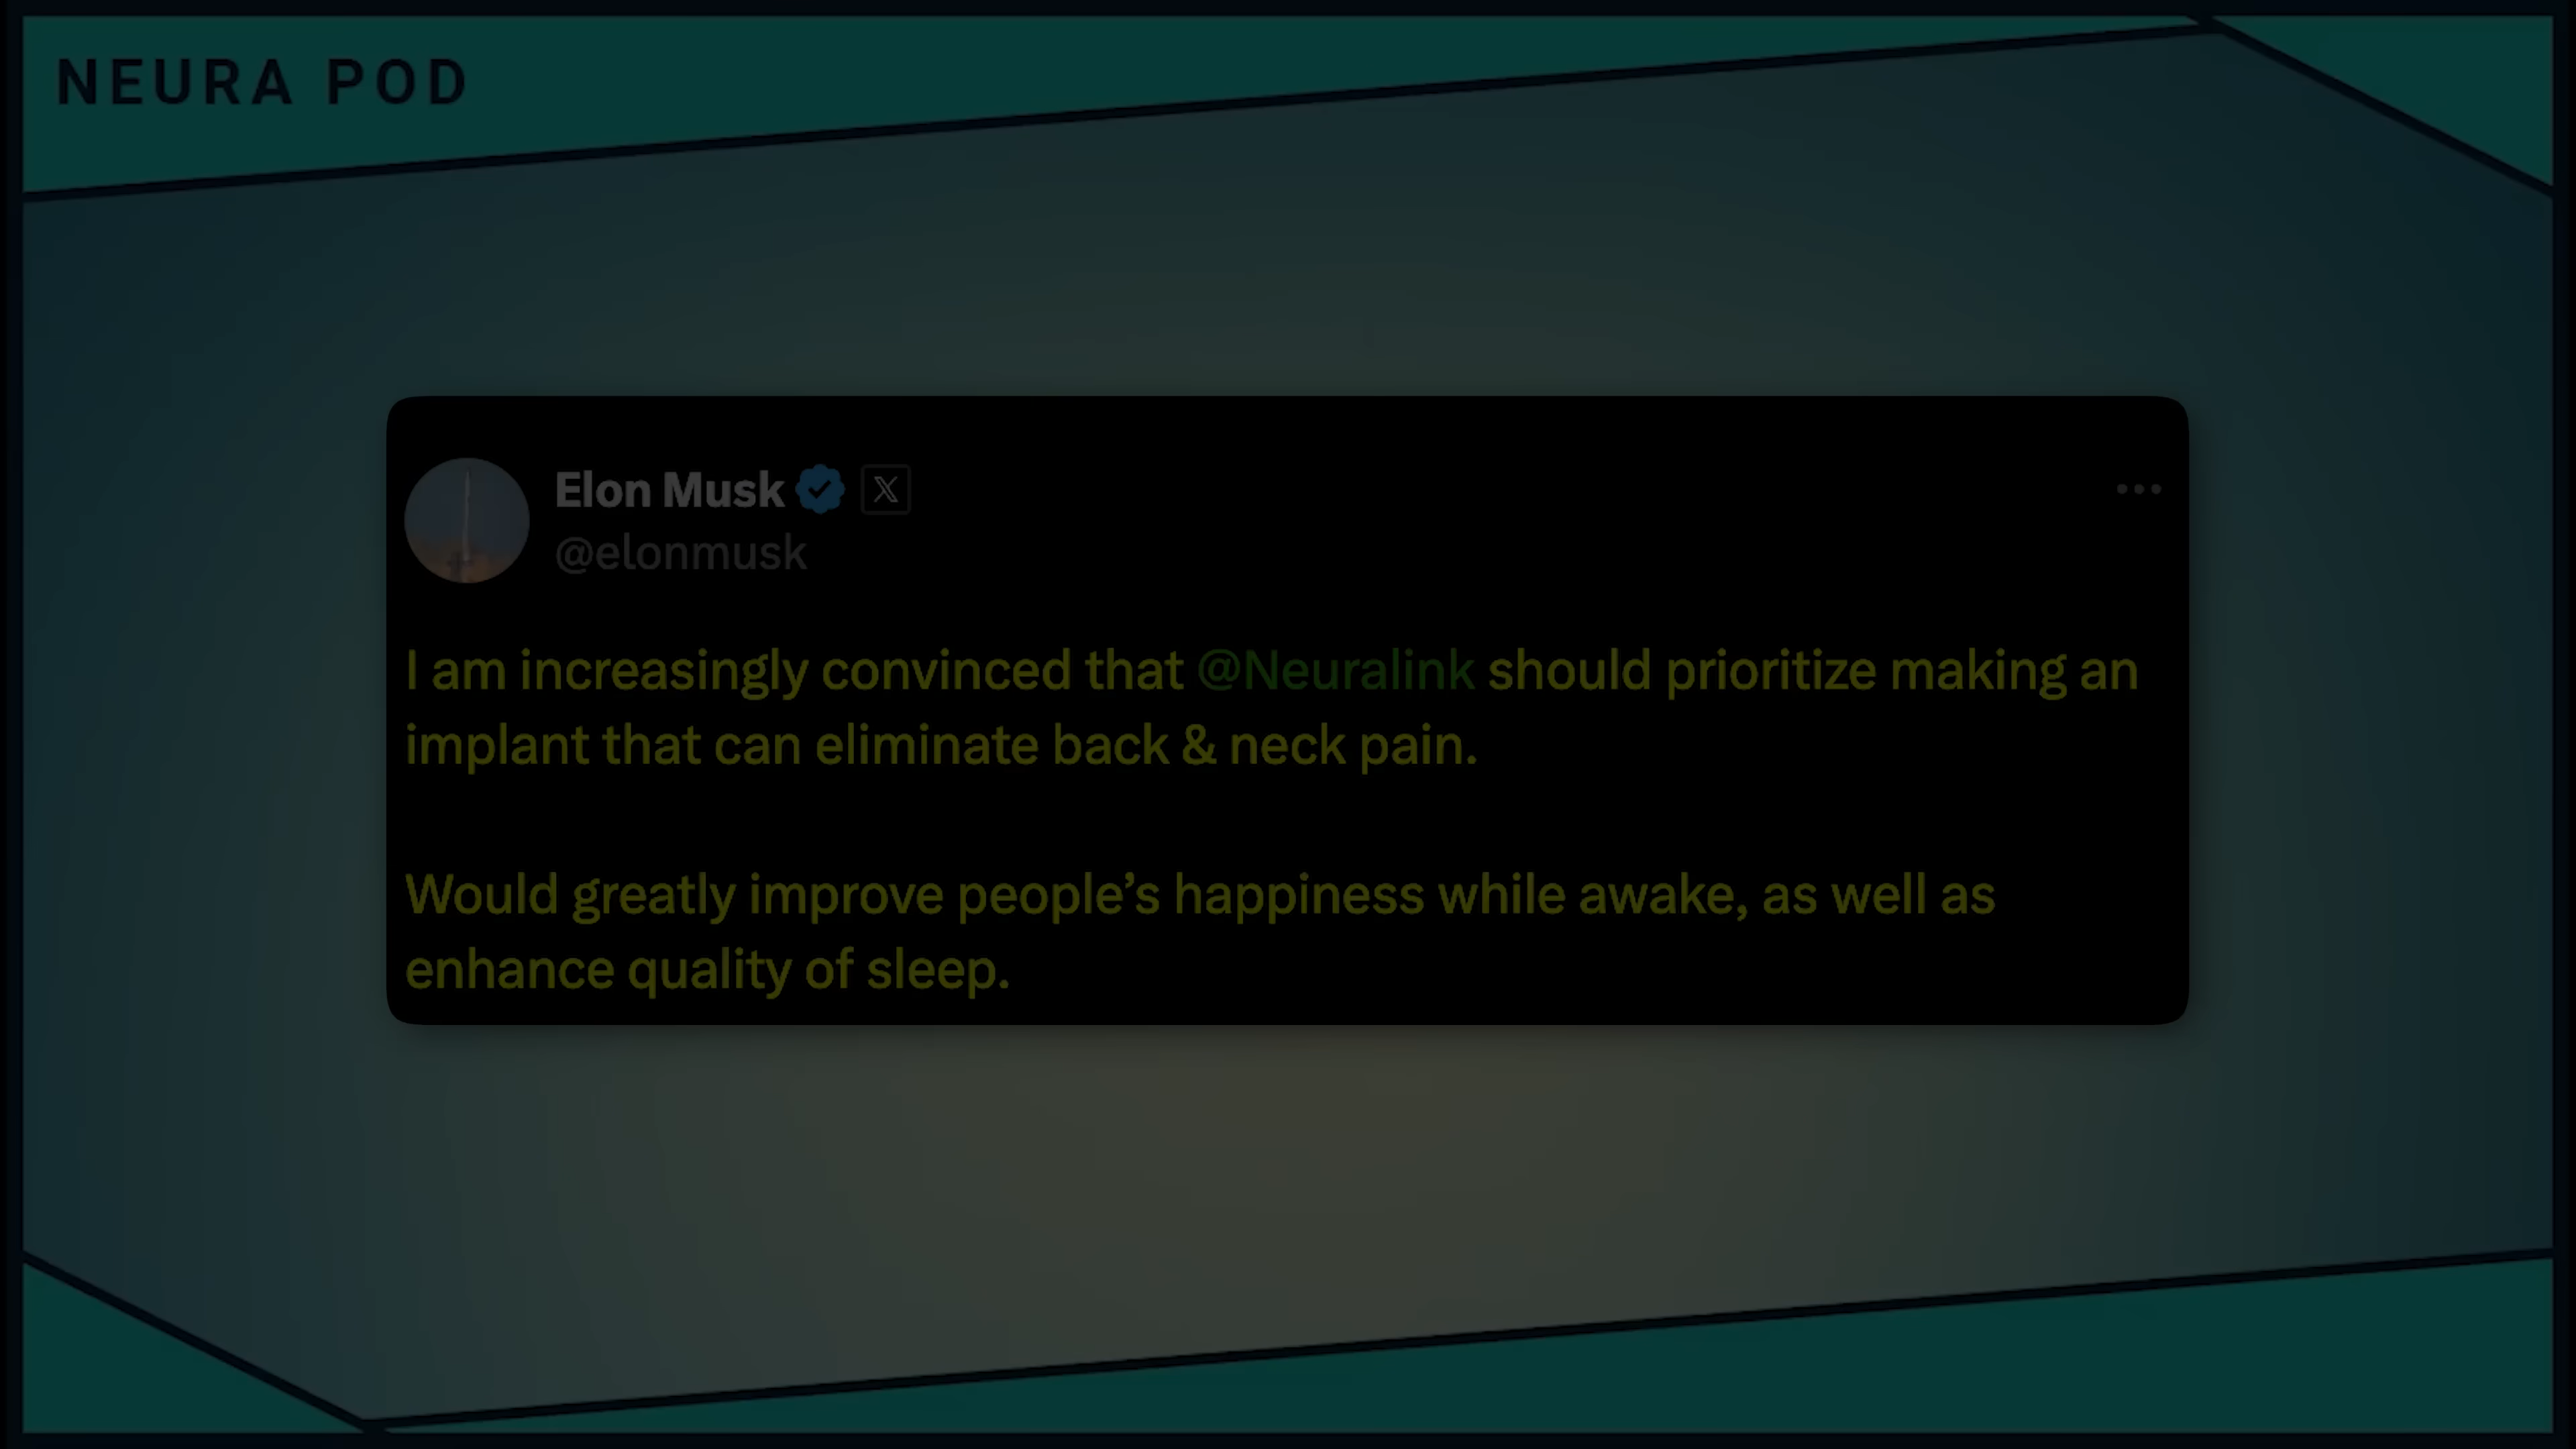 NEURA POD
Elon Musk
@elonmusk
I am increasingly convinced that @Neuralink should prioritize making an
implant that can eliminate back & neck pain.
Would greatly improve people’s happiness while awake, as well as
enhance quality of sleep.